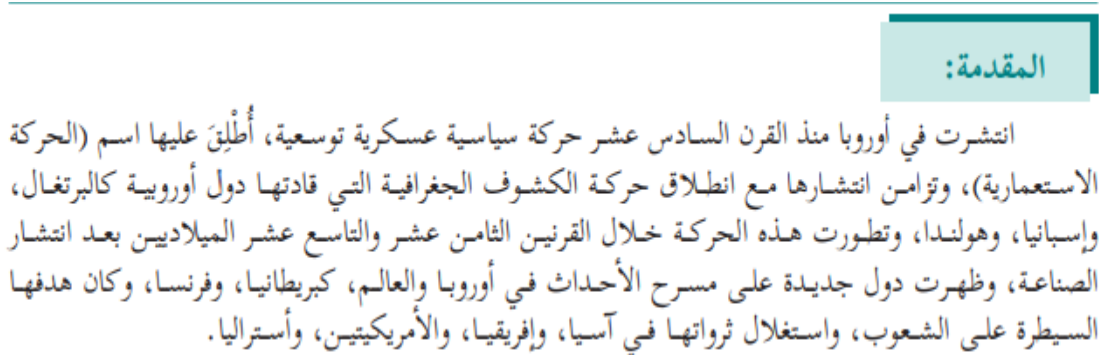 المقدمة:
انتشرت في أوروبا منذ القرن السادس عشر حركة سياسية عسكرية توسعية، أُطْلِقَ عليها اسم (الحركة
الاستعمارية)، وتزامن انتشارها مع انطلاق حركة الكشوف الجغرافية التي قادتها دول أوروبية كالبرتغال،
وإسبانيا، وهولندا، وتطورت هذه الحركة خلال القرنين الثامن عشر والتاسع عشر الميلاديين بعد انتشار
الصناعة، وظهرت دول جديدة على مسرح الأحداث في أوروبا والعالم، كبريطانيا، وفرنسا، وكان هدفها
السيطرة على الشعوب، واستغلال ثرواتها في آسيا، وإفريقيا، والأمريكيتين، وأستراليا.